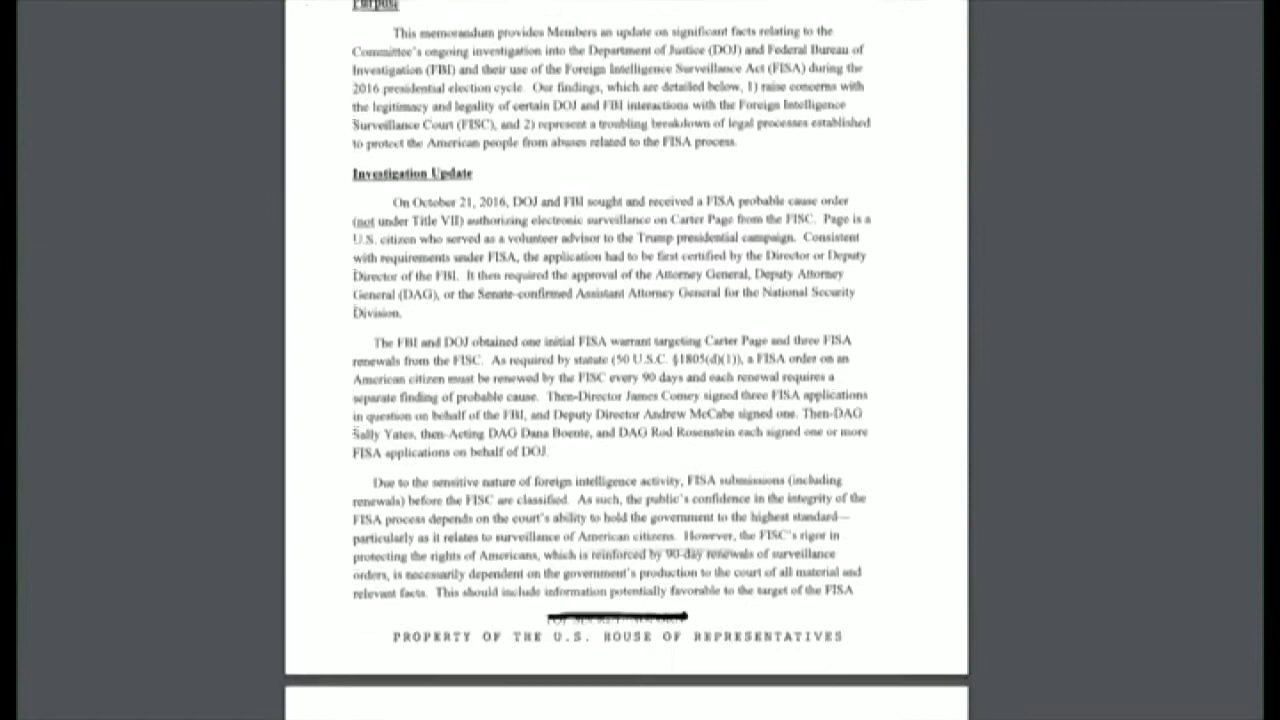 Purpose
This memorandum provides Members an update on significant facts relating to the
Committee's ongoing investigation into the Department of Justice (DOJ) and Federal Bureau of
Investigation (FBI) and their use of the Foreign Intelligence Surveillance Act (FISA) during the
2016 presidential election cycle. Our findings, which are detailed below, 1) raise concerns with
the legitimacy and legality of certain DOJ and FBI interactions with the Foreign Intelligence
Surveillance Court (FISC), and 2) represent a troubling breakdown of legal processes established
to protect the American people from abuses related to the FISA process.
Investigation Update
On October 21, 2016, DOJ and FBI sought and received a FISA probable cause order
(not under Title VII) authorizing electronic surveillance on Carter Page from the FISC. Page is a
U.S. citizen who served as a volunteer advisor to the Trump presidential campaign. Consistent
with requirements under FISA, the application had to be first certified by the Director or Deputy
Director of the FBI. It then required the approval of the Attorney General, Deputy Attorney
General (DAG), or the Senate-confirmed Assistant Attorney General for the National Security
Division.
The FBI and DOJ obtained one initial FISA warrant targeting Carter Page and three FISA
renewals from the FISC. As required by statute (50 U.S.C. §1805(d)(1)), a FISA order on an
American citizen must be renewed by the FISC every 90 days and each renewal requires a
separate finding of probable cause. Then-Director James Comey signed three FISA applications
in question on behalf of the FBI, and Deputy Director Andrew McCabe signed one. Then-DAG
Sally Yates, then-Acting DAG Dana Boente, and DAG Rod Rosenstein each signed one or more
FISA applications on behalf of DOJ.
Due to the sensitive nature of foreign intelligence activity, FISA submissions (including
renewals) before the FISC are classified. As such, the public's confidence in the integrity of the
FISA process depends on the court's ability to hold the government to the highest standard—
particularly as it relates to surveillance of American citizens. However, the FISC's rigor in
protecting the rights of Americans, which is reinforced by 90-day renewals of surveillance
orders, is necessarily dependent on the government's production to the court of all material and
relevant facts. This should include information potentially favorable to the target of the FISA
PROPERTY OF THE U.S. HOUSE OF REPRESENTATIVES